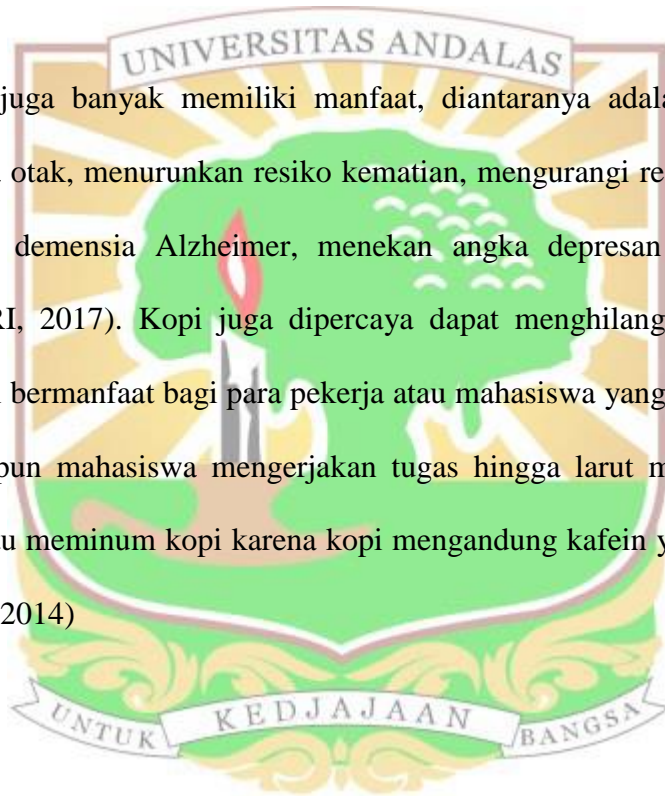 UNIVERSITAS ANDALAS
juga banyak memiliki manfaat, diantaranya adala
otak, menurunkan resiko kematian, mengurangi re
demensia Alzheimer, menekan angka depresan
RI, 2017). Kopi juga dipercaya dapat menghilang
bermanfaat bagi para pekerja atau mahasiswa yang
pun mahasiswa mengerjakan tugas hingga larut m
u meminum kopi karena kopi mengandung kafein y
2014)
UNTUK KEDJAJAAN BANGSA